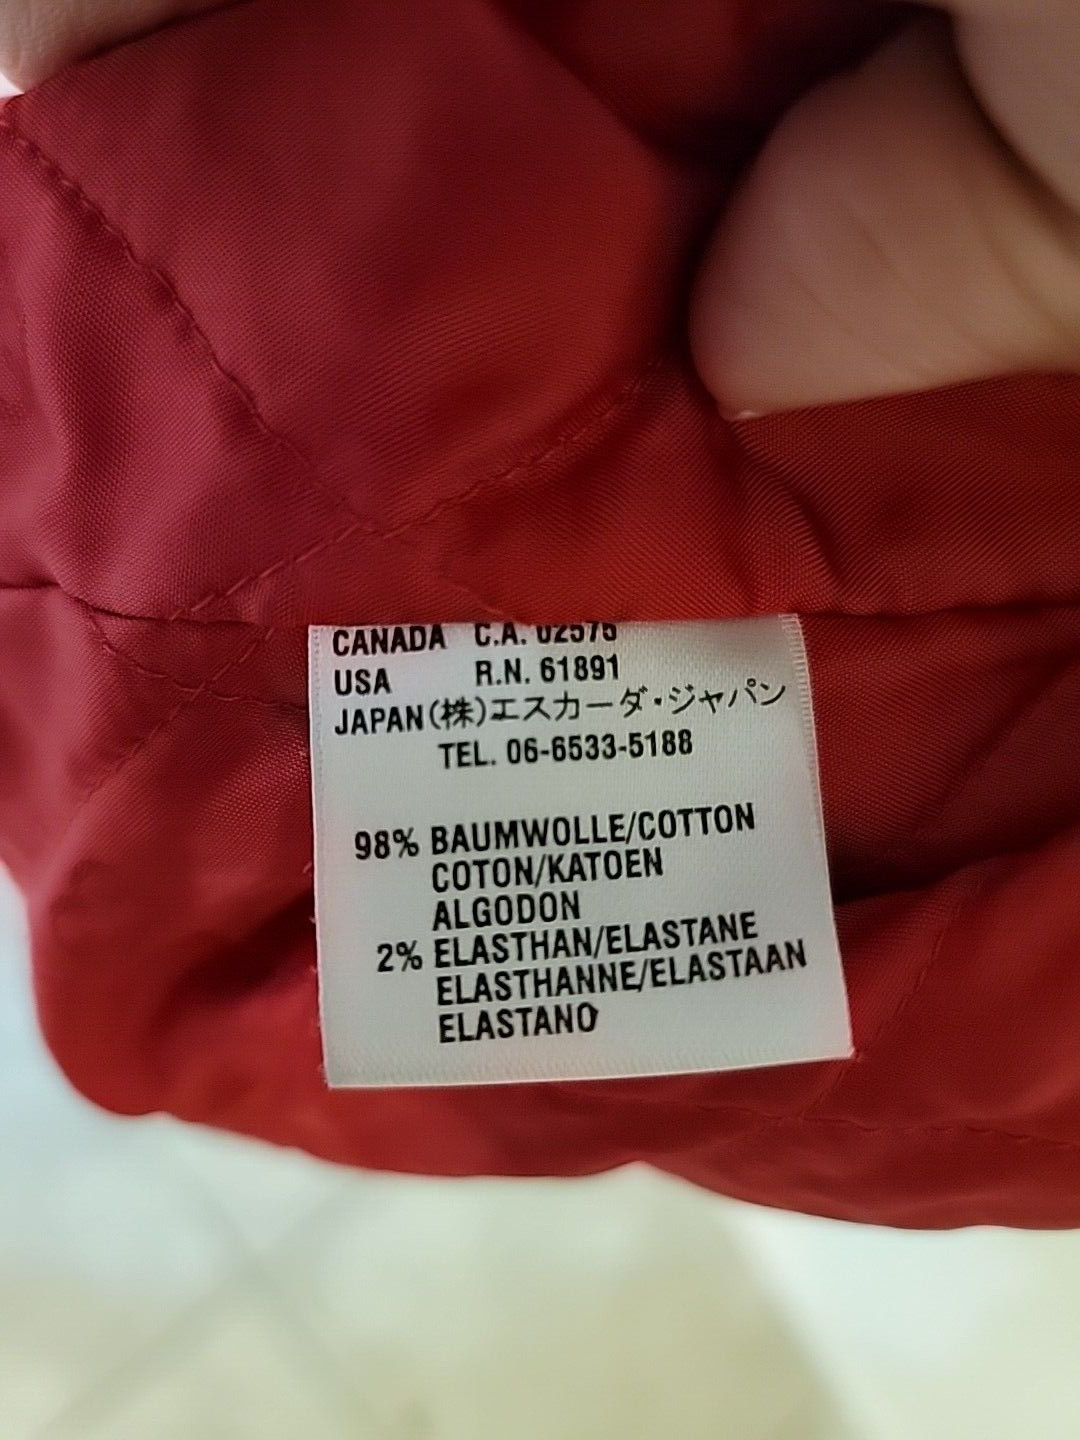 CANADA C.A. 02575
USA R.N. 61891
JAPAN(株)エスカーダ・ジャパン
TEL. 06-6533-5188
98% BAUMWOLLE/COTTON
COTON/KATOEN
ALGODON
2% ELASTHAN/ELASTANE
ELASTHANNE/ELASTAAN
ELASTANO